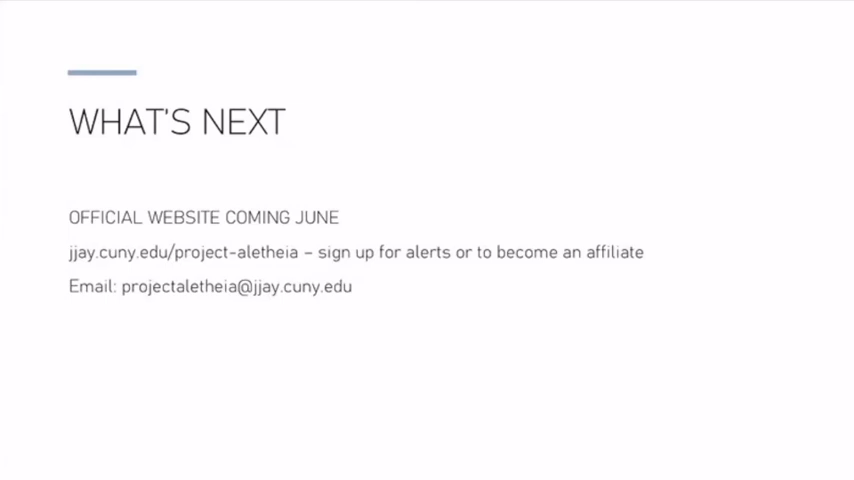 WHAT'S NEXT
OFFICIAL WEBSITE COMING JUNE
jjay.cuny.edu/project-aletheia – sign up for alerts or to become an affiliate
Email: projectaletheia@jjay.cuny.edu